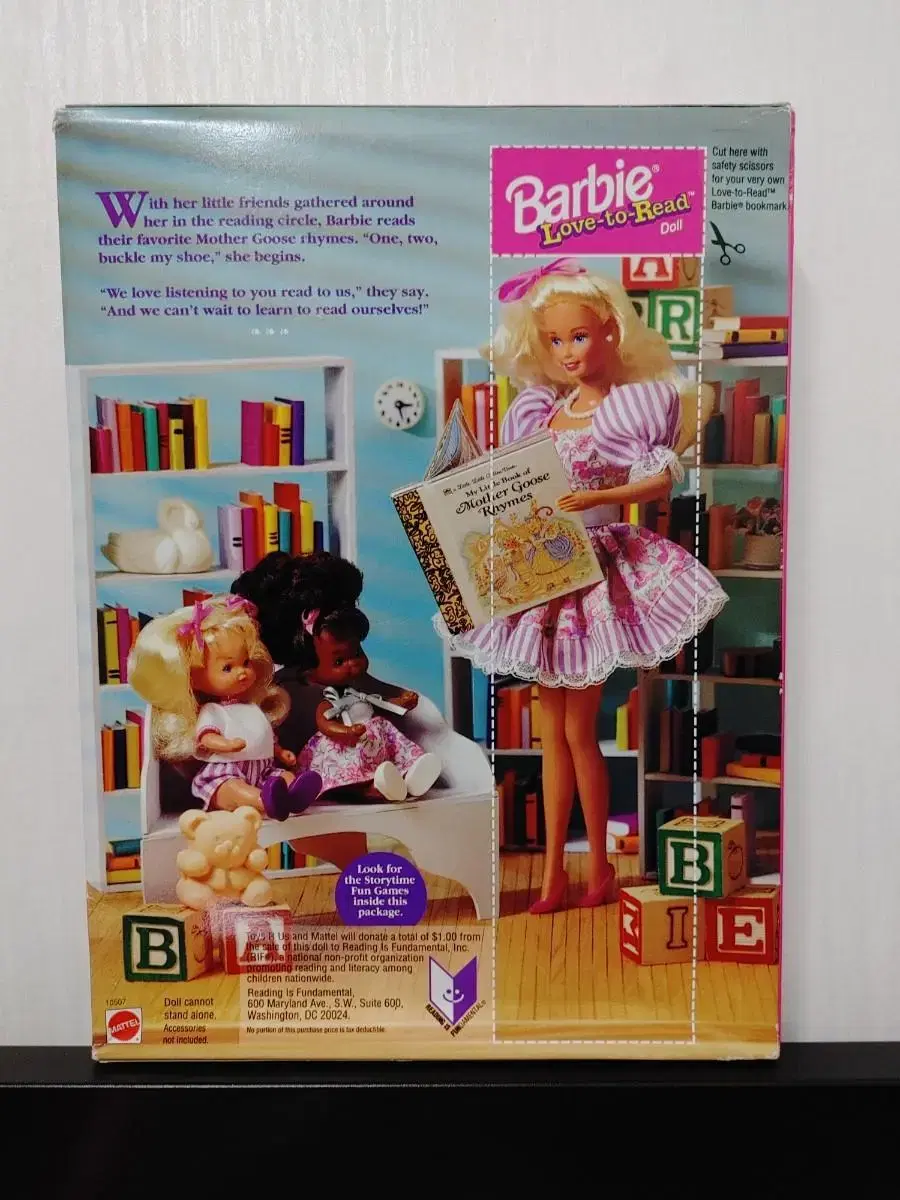 With her little friends gathered around
her in the reading circle, Barbie reads
their favorite Mother Goose rhymes. “One, two,
buckle my shoe,” she begins.
“We love listening to you read to us,” they say.
“And we can’t wait to learn to read ourselves!”
Barbie®
Love-to-Read™
Doll
Cut here with
safety scissors
for your very own
Love-to-Read™
Barbie® bookmark
A
R
My Little Book of
Mother Goose
Rhymes
Look for
the Storytime
Fun Games
inside this
package.
B
A
B
I
E
Toys R Us and Mattel will donate a total of $1.00 from
the sale of this doll to Reading Is Fundamental, Inc.
(RIF®), a national non-profit organization
promoting reading and literacy among
children nationwide.
Reading Is Fundamental,
600 Maryland Ave., S.W., Suite 600,
Washington, DC 20024.
No portion of this purchase price is tax deductible.
READING IS FUNDAMENTAL®
10507
MATTEL
Doll cannot
stand alone.
Accessories
not included.